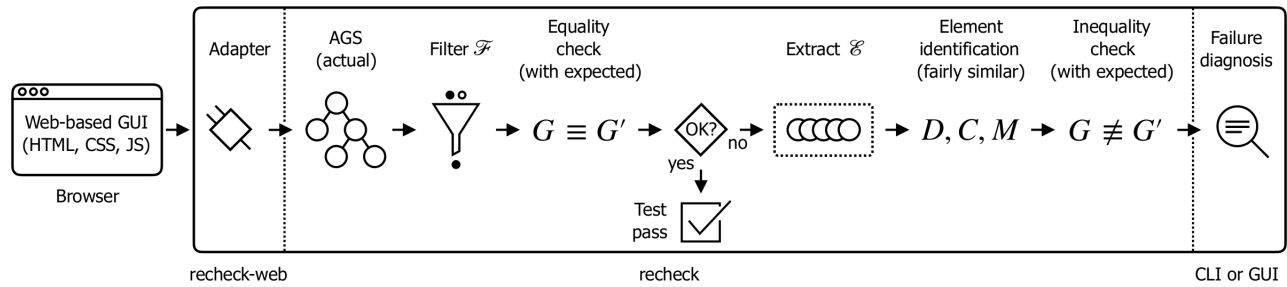 Web-based GUI
(HTML, CSS, JS)
Browser
Adapter
AGS
(actual)
Filter ℱ
Equality
check
(with expected)
G ≡ G′
OK?
yes
no
Test
pass
Extract ℰ
Element
identification
(fairly similar)
D, C, M
Inequality
check
(with expected)
G ≢ G′
Failure
diagnosis
recheck-web
recheck
CLI or GUI